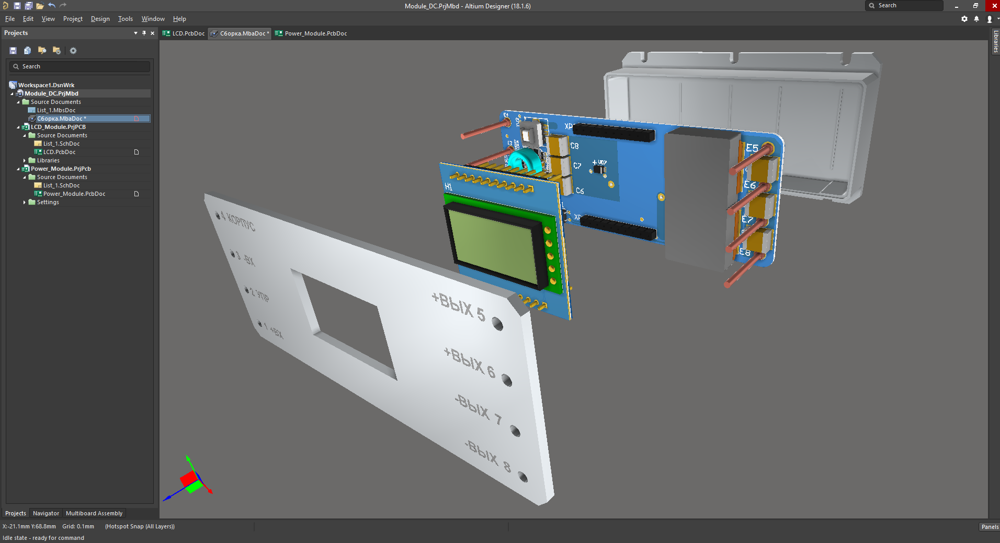 Module_DC.PrjMbd - Altium Designer (18.1.6)
Search
File Edit View Project Design Tools Window Help
Projects
LCD.PcbDoc
Сборка.MbaDoc *
Power_Module.PcbDoc
Libraries
Search
Workspace1.DsnWrk
Module_DC.PrjMbd
Source Documents
List_1.MbsDoc
Сборка.MbaDoc *
LCD_Module.PrjPCB
Source Documents
List_1.SchDoc
LCD.PcbDoc
Libraries
Power_Module.PrjPcb
Source Documents
List_1.SchDoc
Power_Module.PcbDoc
Settings
E4
XP
C8
C7
C6
+ VD7
XP
E5
E6
E7
E8
H1
4 КОРПУС
3 -ВХ
2 УПР
1 +ВХ
+ВЫХ 5
+ВЫХ 6
-ВЫХ 7
-ВЫХ 8
Projects Navigator Multiboard Assembly
X:-21.1mm Y:68.8mm Grid: 0.1mm (Hotspot Snap (All Layers))
Panels
Idle state - ready for command